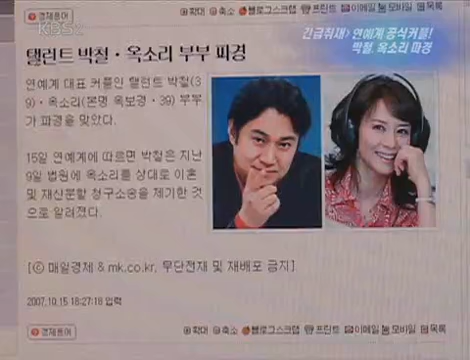 경제용어
확대 축소 블로그스크랩 프린트 이메일 모바일 목록
KBS
긴급취재> 연예계 공식커플!
박철, 옥소리 파경
탤런트 박철·옥소리 부부 파경
연예계 대표 커플인 탤런트 박철(3
9)·옥소리(본명 옥보경·39) 부부
가 파경을 맞았다.
15일 연예계에 따르면 박철은 지난
9일 법원에 옥소리를 상대로 이혼
및 재산분할 청구소송을 제기한 것
으로 알려졌다.
[ⓒ 매일경제 & mk.co.kr, 무단전재 및 재배포 금지]
2007.10.15 18:27:18 입력
경제용어
확대 축소 블로그스크랩 프린트 이메일 모바일 목록